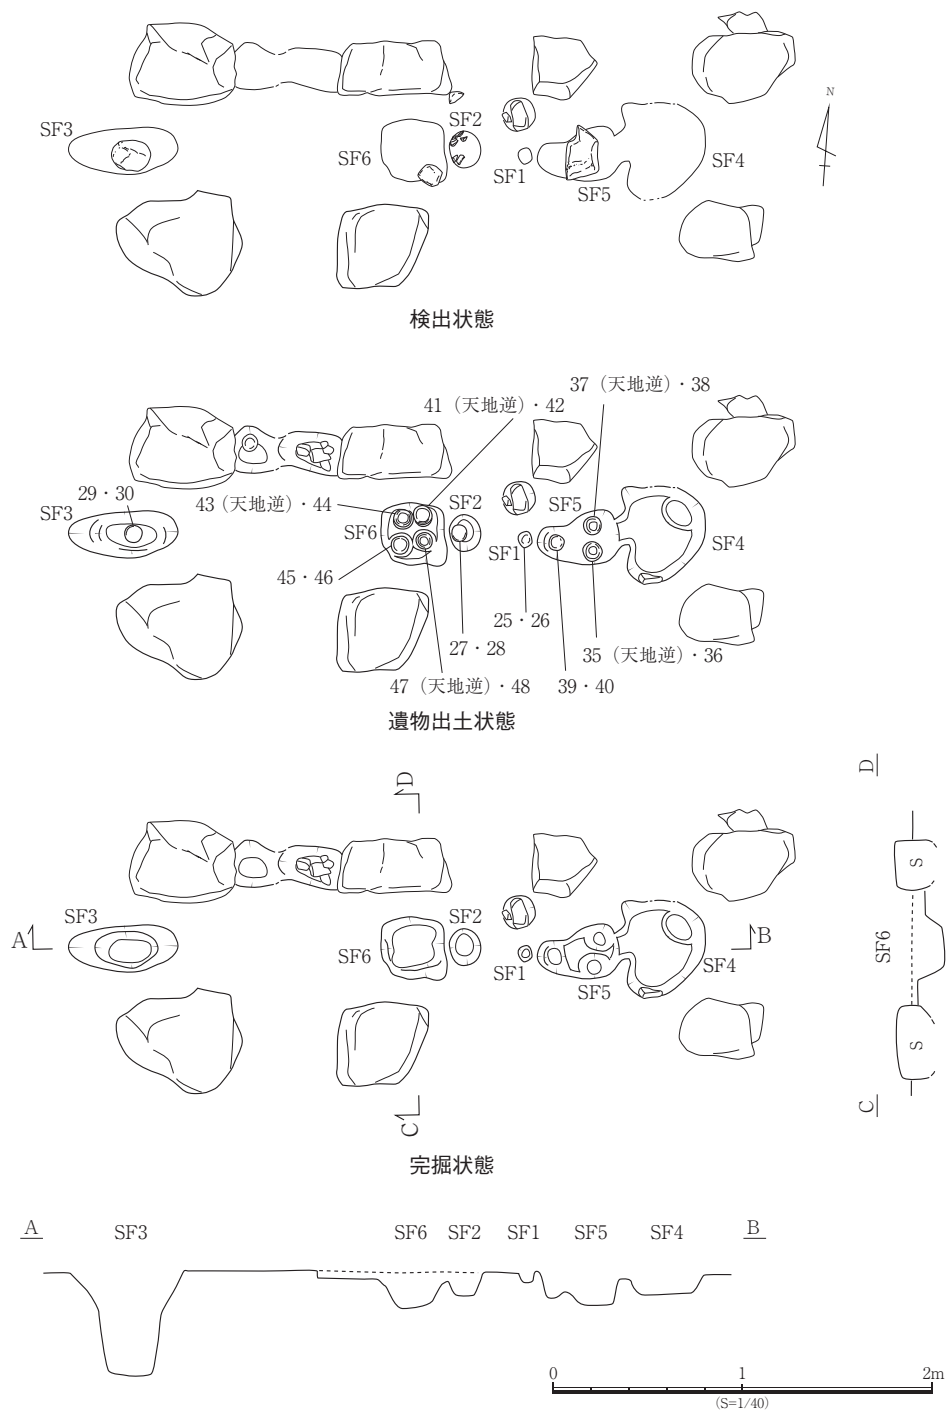 N
SF3
SF2
SF6
SF1
SF4
SF5
検出状態
37（天地逆）・38
41（天地逆）・42
29・30
43（天地逆）・44
SF2
SF5
SF3
SF6
SF1
SF4
45・46
25・26
27・28
35（天地逆）・36
47（天地逆）・48
39・40
遺物出土状態
D
D
S
SF3
SF2
A
B
SF6
SF6
SF1
SF4
SF5
S
C
C
完掘状態
A
SF3
SF6
SF2
SF1
SF5
SF4
B
0
1
2m
(S=1/40)